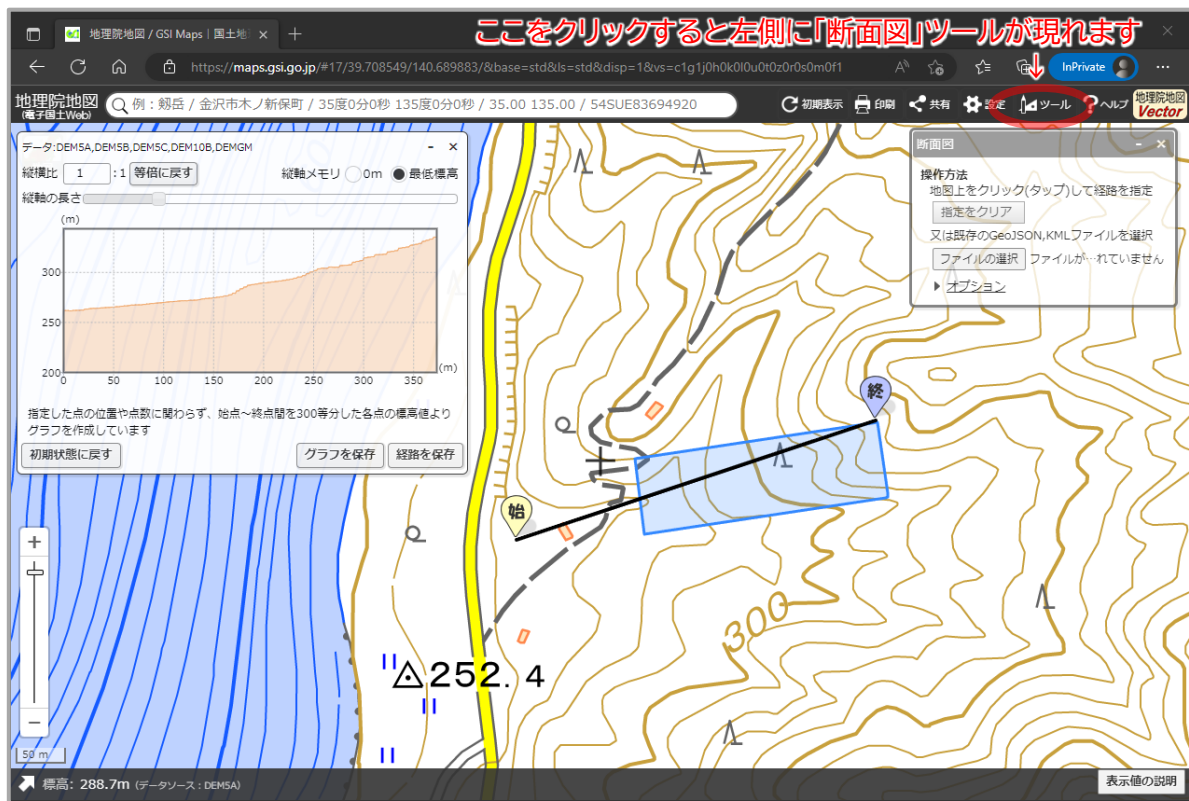 ここをクリックすると左側に「断面図」ツールが現れます
地理院地図 / GSI Maps | 国土地
https://maps.gsi.go.jp/#17/39.708549/140.689883/&base=std&ls=std&disp=1&vs=c1g1j0h0k0l0u0t0z0r0s0m0f1
InPrivate
地理院地図
(電子国土Web)
例：剱岳 / 金沢市木ノ新保町 / 35度0分0秒 135度0分0秒 / 35.00 135.00 / 54SUE83694920
初期表示 印刷 共有 設定 ツール ヘルプ
地理院地図
Vector
データ:DEM5A,DEM5B,DEM5C,DEM10B,DEMGM
縦横比 1 : 1 等倍に戻す 縦軸メモリ 0m 最低標高
縦軸の長さ
(m)
300
250
200
0 50 100 150 200 250 300 350 (m)
指定した点の位置や点数に関わらず、始点～終点間を300等分した各点の標高値より
グラフを作成しています
初期状態に戻す グラフを保存 経路を保存
断面図
操作方法
地図上をクリック(タップ)して経路を指定
指定をクリア
又は既存のGeoJSON,KMLファイルを選択
ファイルの選択 ファイルが…れていません
オプション
終
始
300
252.4
50 m
標高: 288.7m (データソース：DEM5A)
表示値の説明